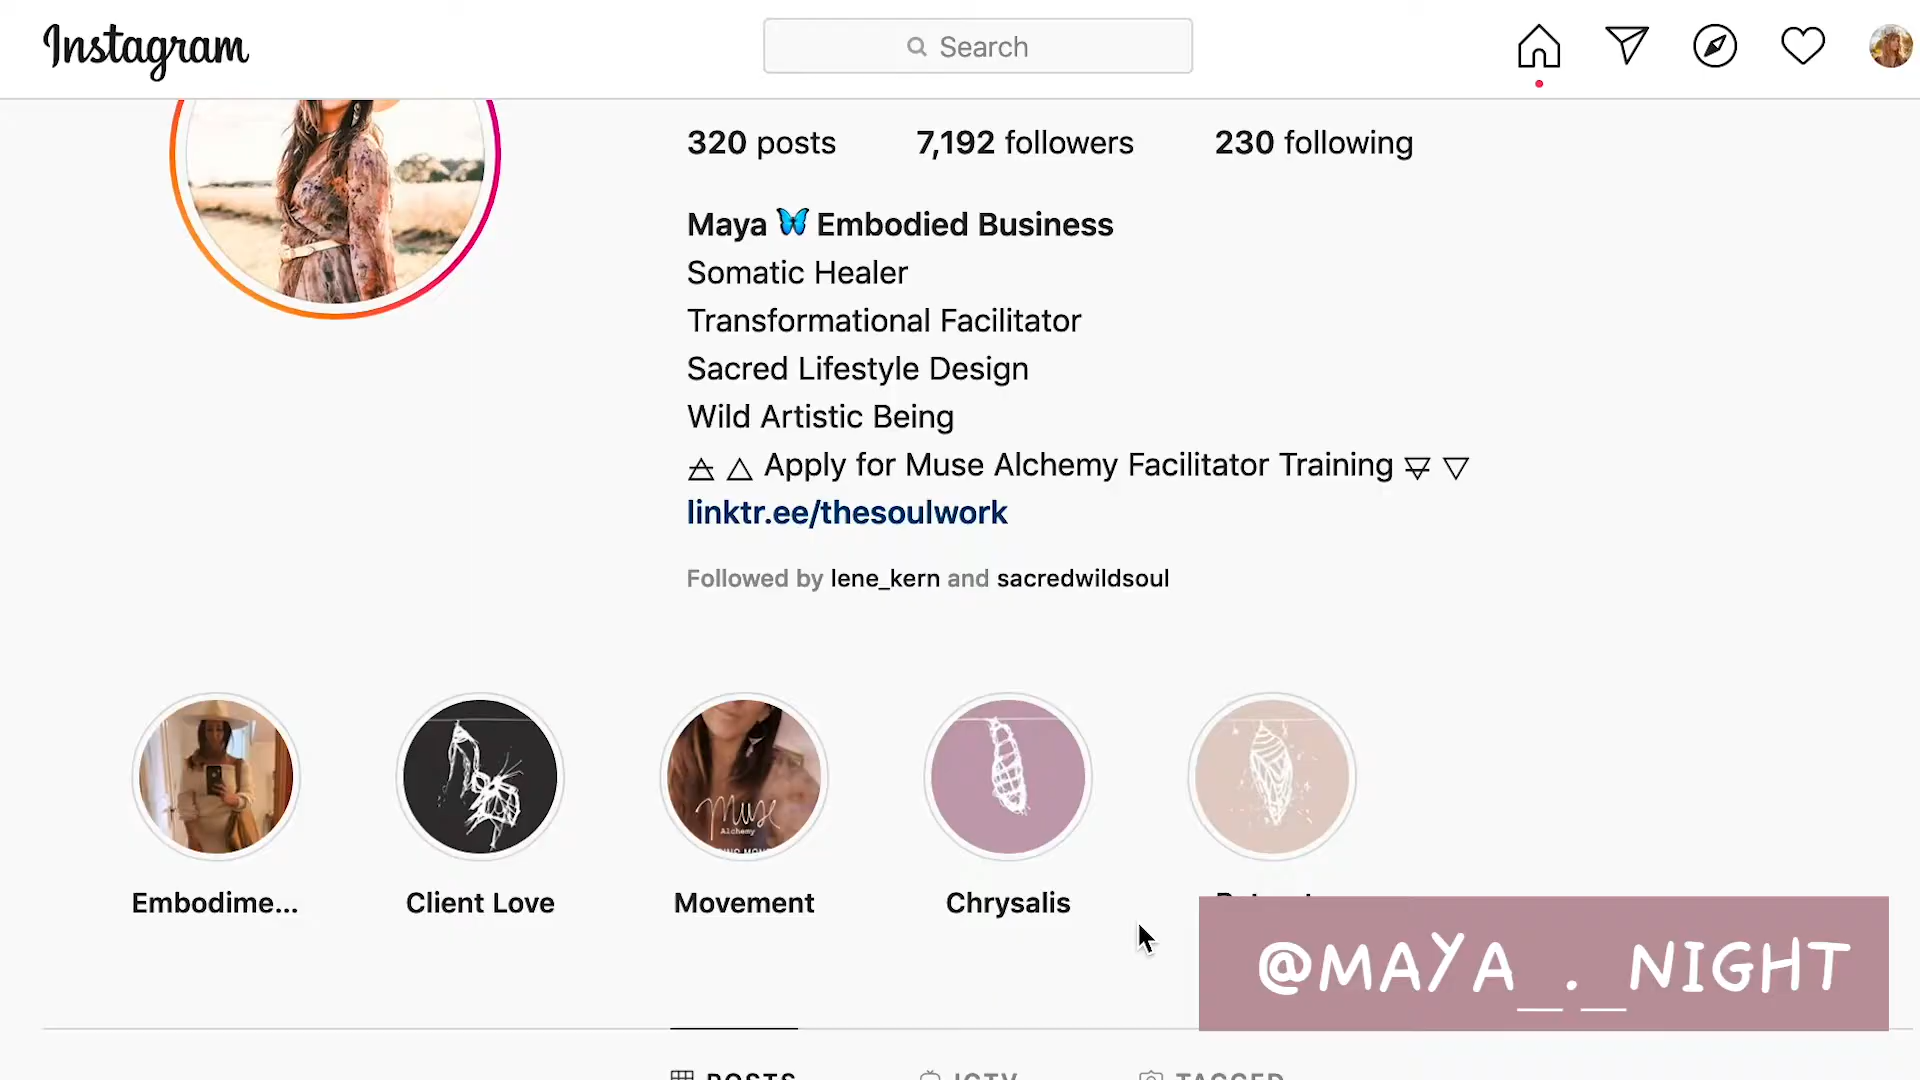 Instagram
Search
320 posts 7,192 followers 230 following
Maya 🦋 Embodied Business
Somatic Healer
Transformational Facilitator
Sacred Lifestyle Design
Wild Artistic Being
🜁 🜂 Apply for Muse Alchemy Facilitator Training 🜃 🜄
linktr.ee/thesoulwork
Followed by lene_kern and sacredwildsoul
Muse
Alchemy
Embodime...
Client Love
Movement
Chrysalis
@MAYA_._NIGHT
POSTS
IGTV
TAGGED